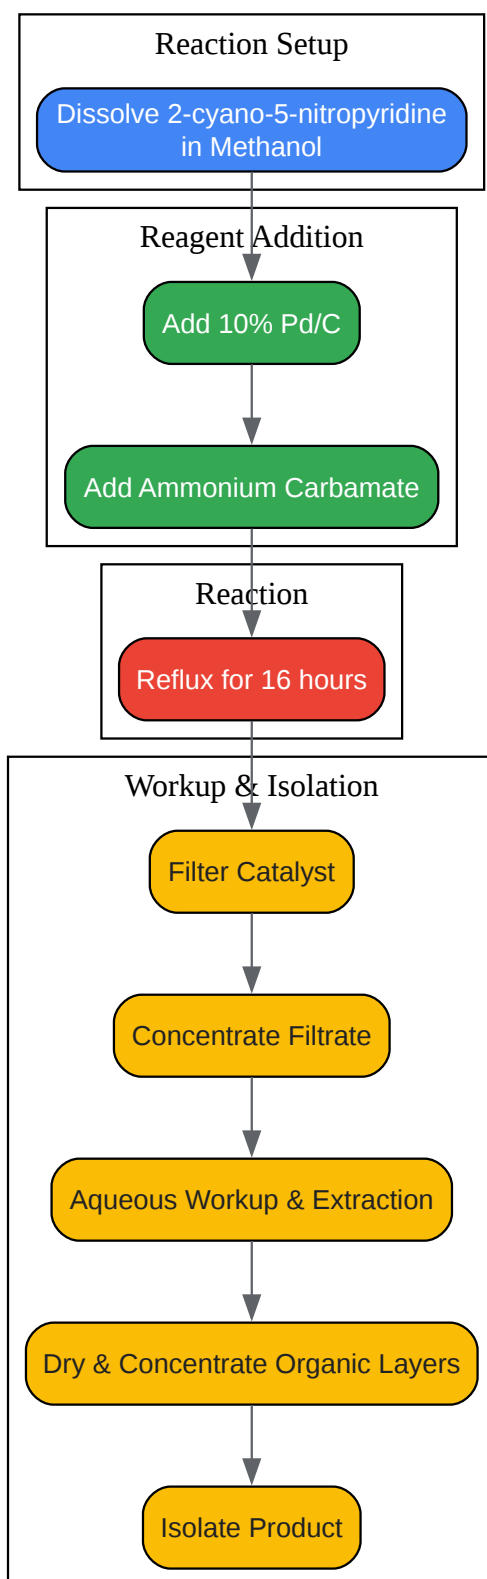 Reaction Setup
Dissolve 2-cyano-5-nitropyridine
in Methanol
Reagent Addition
Add 10% Pd/C
Add Ammonium Carbamate
Reaction
Reflux for 16 hours
Workup & Isolation
Filter Catalyst
Concentrate Filtrate
Aqueous Workup & Extraction
Dry & Concentrate Organic Layers
Isolate Product